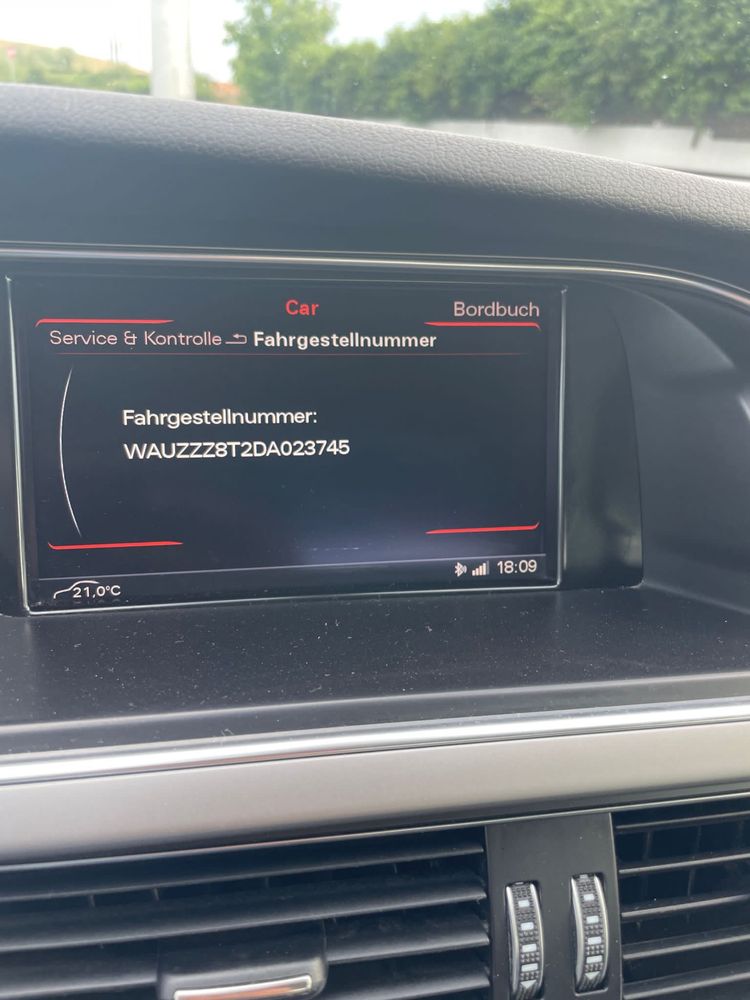 Car
Bordbuch
Service & Kontrolle Fahrgestellnummer
Fahrgestellnummer:
WAUZZZ8T2DA023745
18:09
21,0°C